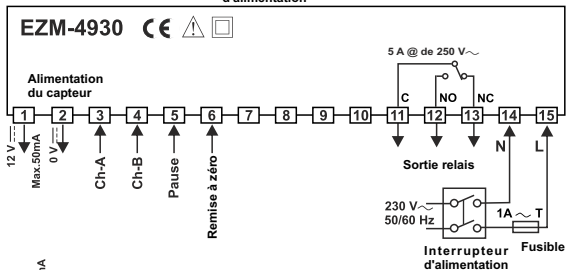 d'alimentation
EZM-4930 CE
5 A @ de 250 V~
Alimentation
du capteur
C NO NC
1 2 3 4 5 6 7 8 9 10 11 12 13 14 15
12 V
Max.50mA
0 V
Ch-A
Ch-B
Pause
Remise à zéro
Sortie relais
N L
230 V~
50/60 Hz
1A ~ T
Fusible
Interrupteur
d'alimentation